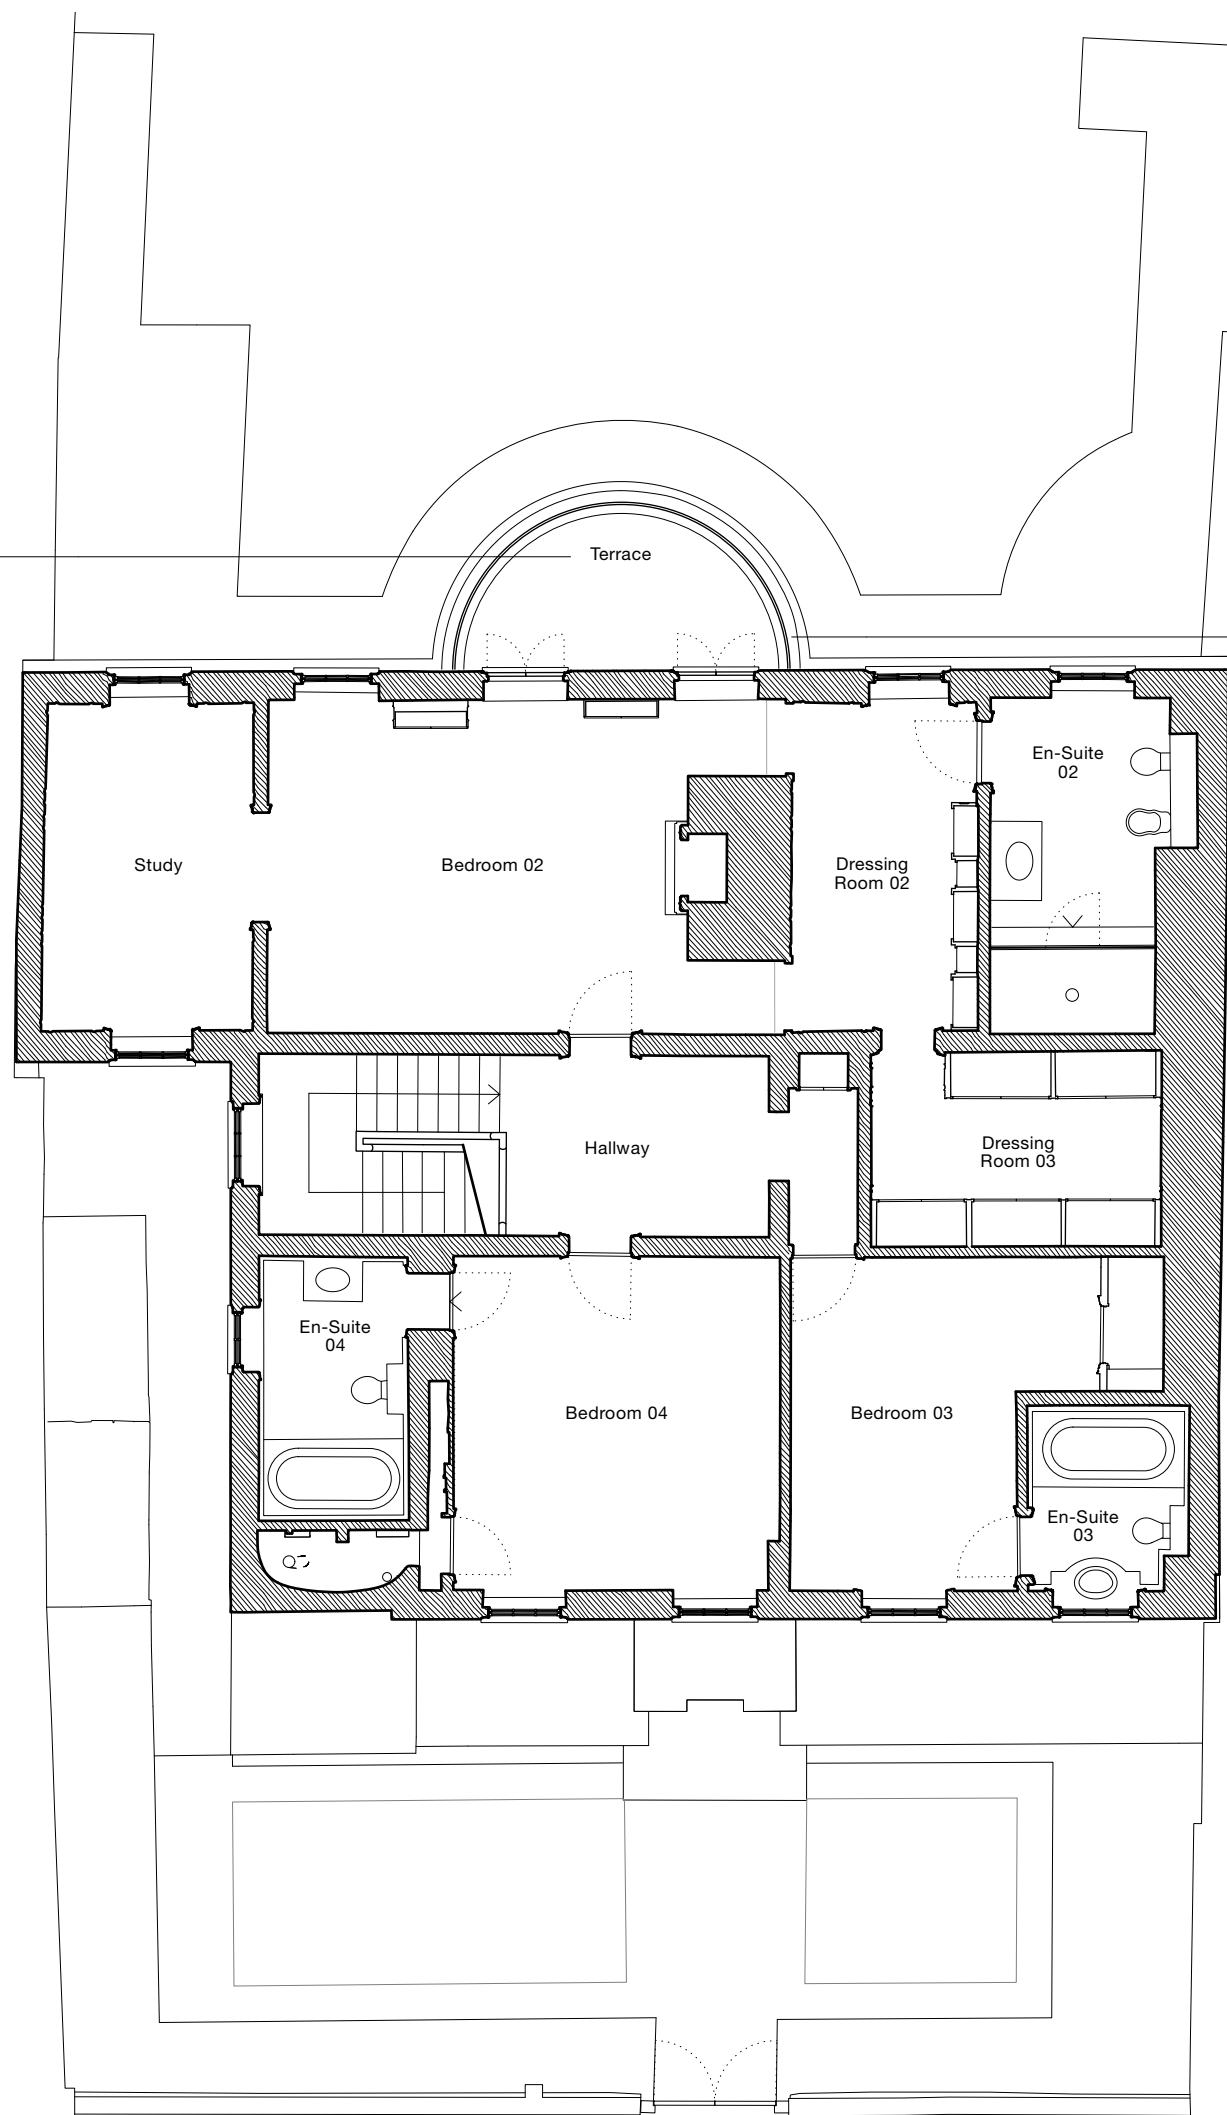 Terrace
En-Suite
02
Study
Bedroom 02
Dressing
Room 02
Hallway
Dressing
Room 03
En-Suite
04
Bedroom 04
Bedroom 03
En-Suite
03